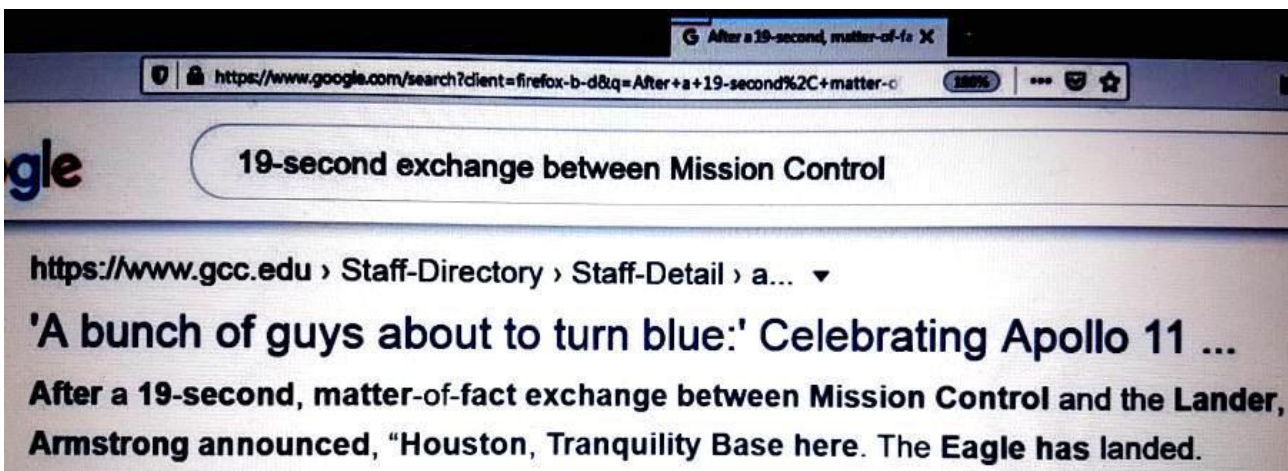 G After a 19-second, matter-of-fa X
https://www.google.com/search?client=firefox-b-d&q=After+a+19-second%2C+matter-o 100%
gle 19-second exchange between Mission Control
https://www.gcc.edu › Staff-Directory › Staff-Detail › a...
'A bunch of guys about to turn blue:' Celebrating Apollo 11 ...
After a 19-second, matter-of-fact exchange between Mission Control and the Lander,
Armstrong announced, “Houston, Tranquility Base here. The Eagle has landed.